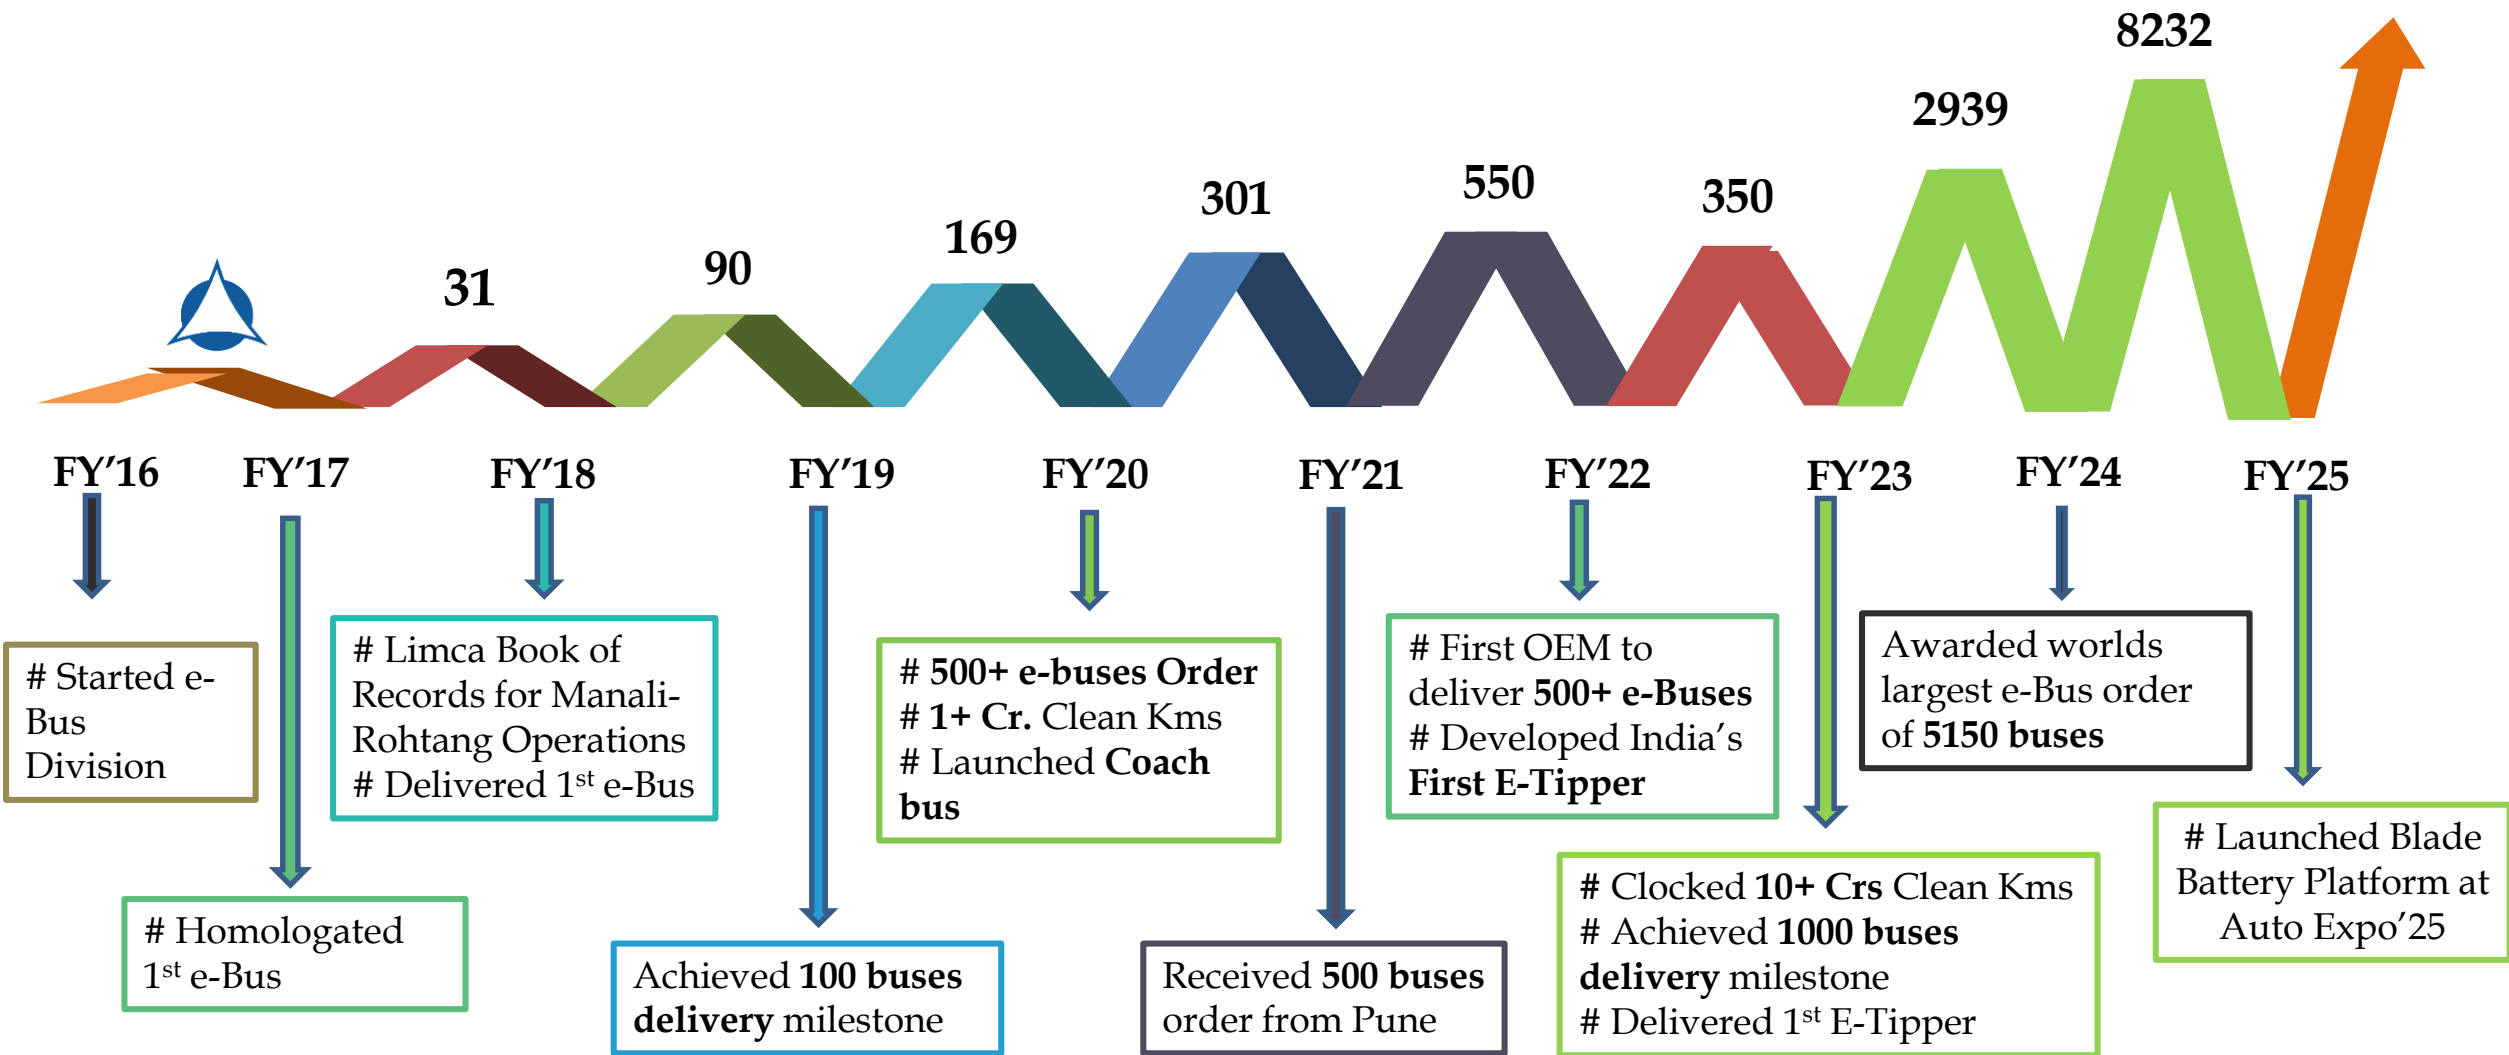 8232
2939
550
350
301
169
90
31
FY’16
FY’17
FY’18
FY’19
FY’20
FY’21
FY’22
FY’23
FY’24
FY’25
# Started e-
Bus
Division
# Homologated
1st e-Bus
# Limca Book of
Records for Manali-
Rohtang Operations
# Delivered 1st e-Bus
Achieved 100 buses
delivery milestone
# 500+ e-buses Order
# 1+ Cr. Clean Kms
# Launched Coach
bus
Received 500 buses
order from Pune
# First OEM to
deliver 500+ e-Buses
# Developed India’s
First E-Tipper
# Clocked 10+ Crs Clean Kms
# Achieved 1000 buses
delivery milestone
# Delivered 1st E-Tipper
Awarded worlds
largest e-Bus order
of 5150 buses
# Launched Blade
Battery Platform at
Auto Expo’25